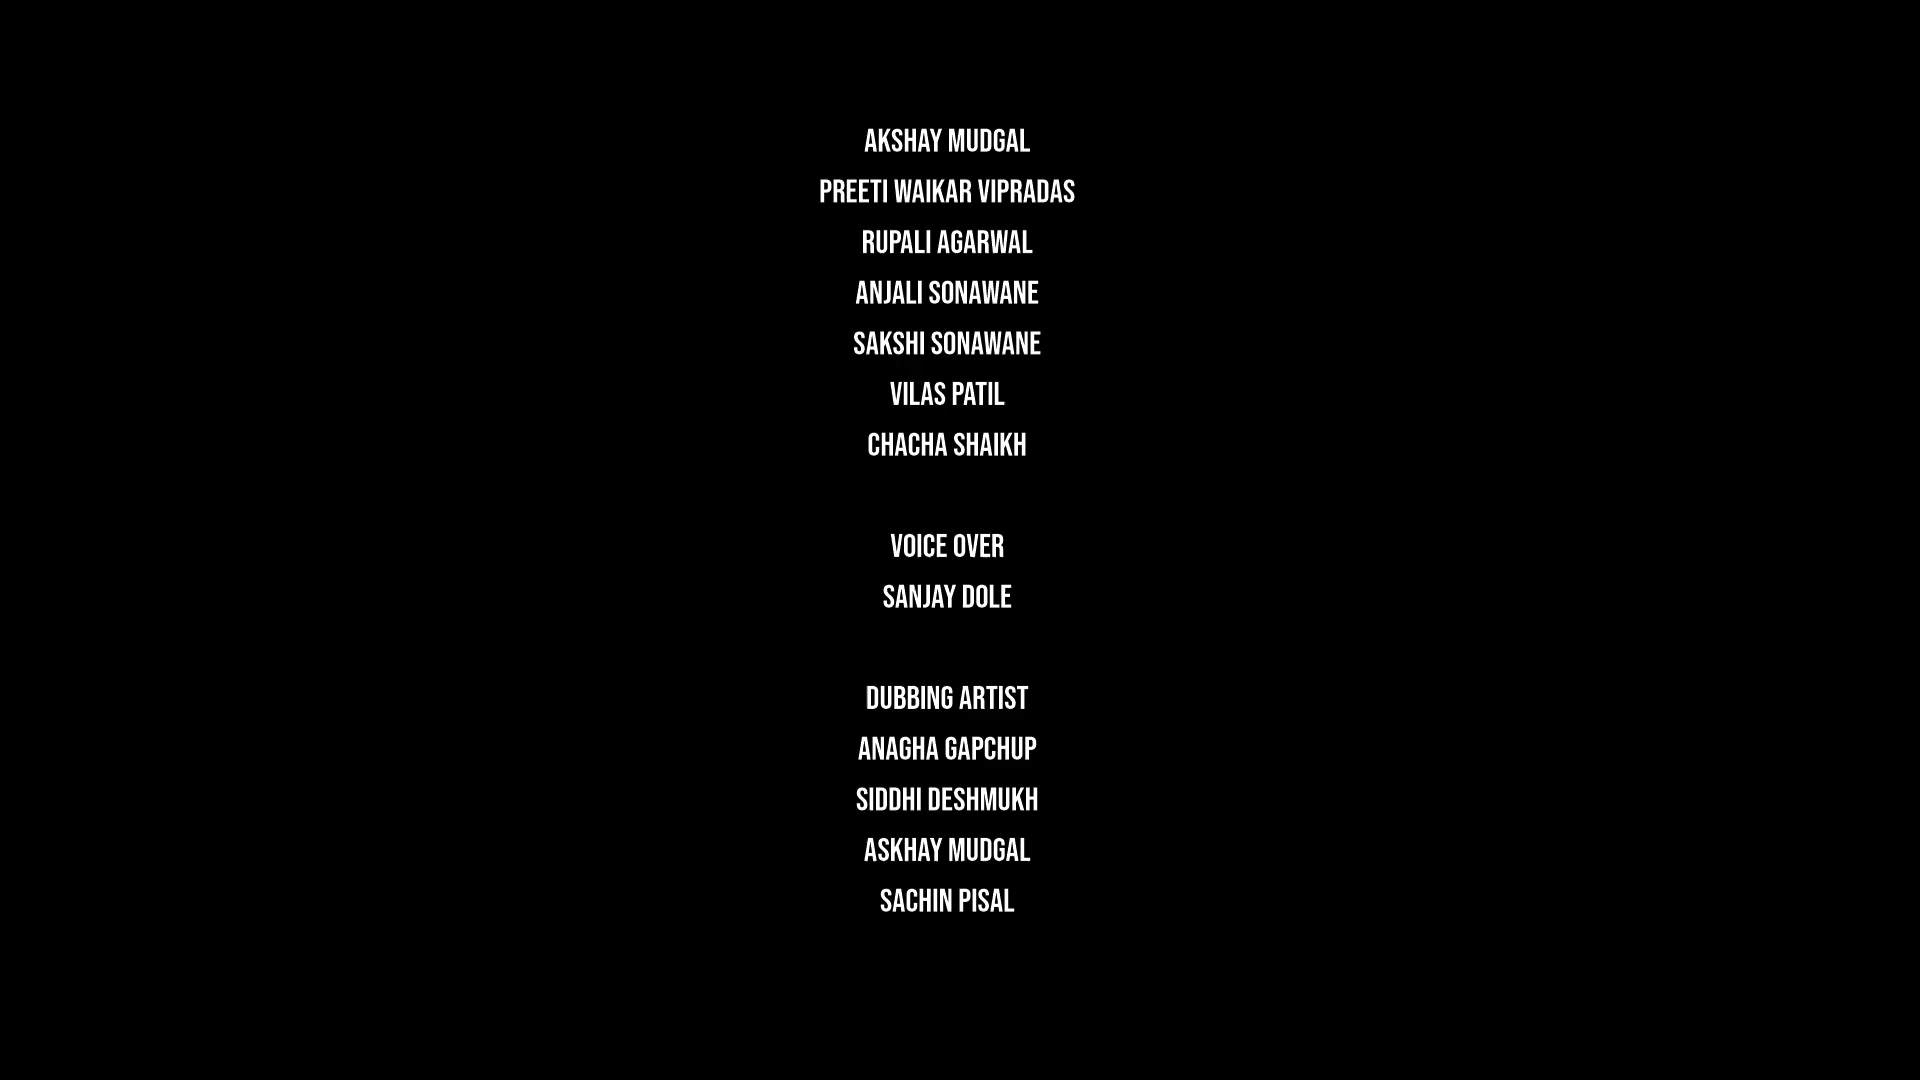 AKSHAY MUDGAL
PREETI WAIKAR VIPRADAS
RUPALI AGARWAL
ANJALI SONAWANE
SAKSHI SONAWANE
VILAS PATIL
CHACHA SHAIKH
VOICE OVER
SANJAY DOLE
DUBBING ARTIST
ANAGHA GAPCHUP
SIDDHI DESHMUKH
ASKHAY MUDGAL
SACHIN PISAL